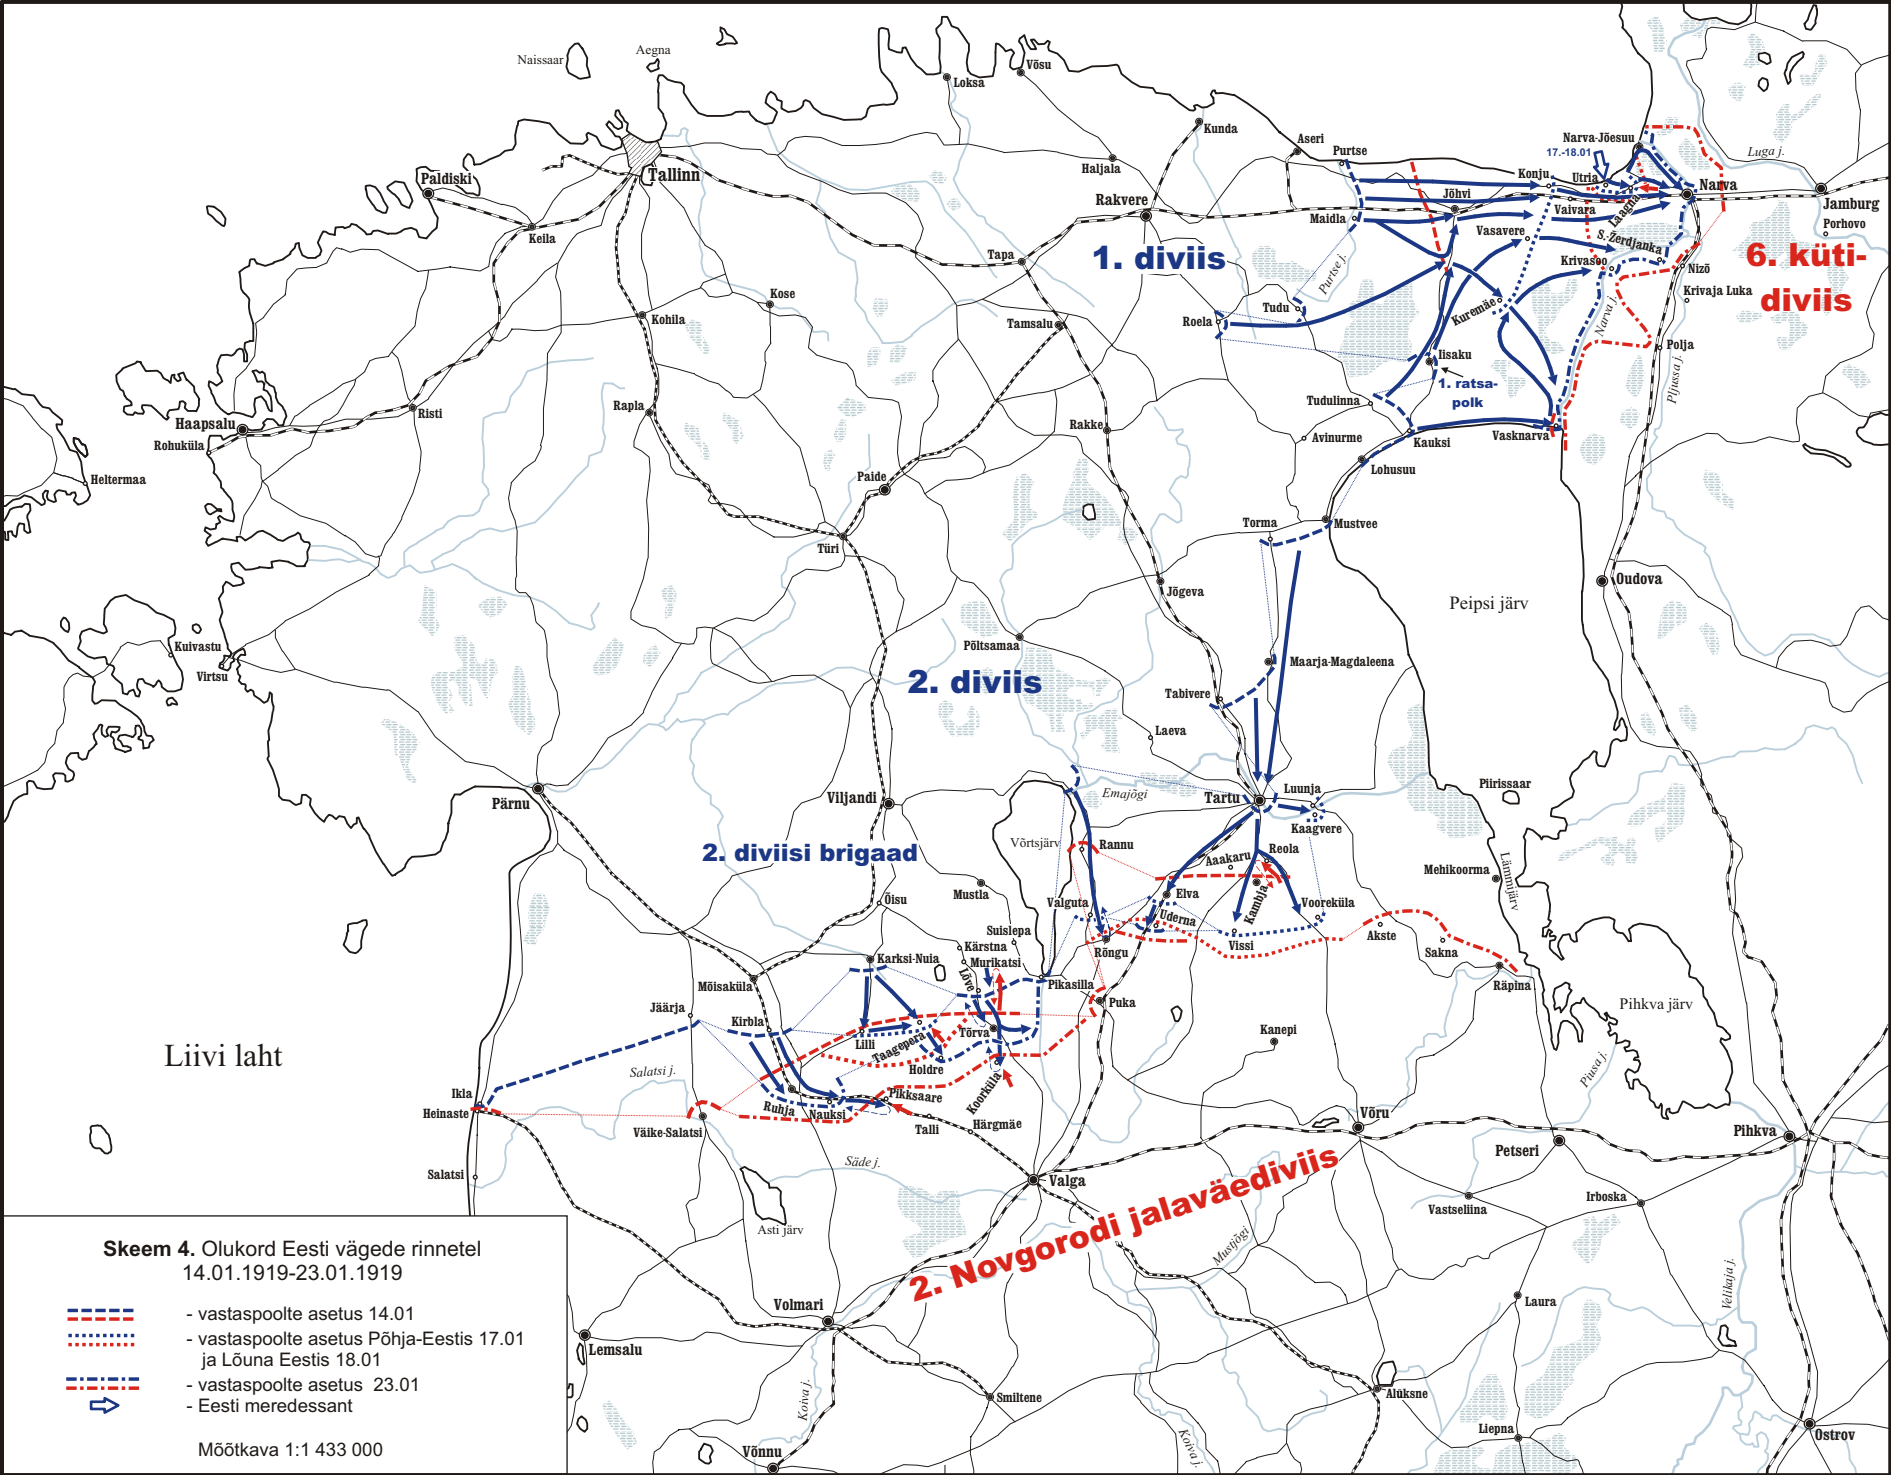 Naissaar
Aegna
Loksa
Võsu
Kunda
Haljala
Aseri
Purtse
Narva-Jõesuu
17.-18.01
Luga j.
Paldiski
Tallinn
Keila
Rakvere
Maidla
Jõhvi
Konju
Utria
Vaivara
Laagna
Narva
Jamburg
Porhovo
Vasavere
S.-Žerdjanka
Krivasoo
Nizõ
Krivaja Luka
1. diviis
6. küti-
diviis
Tapa
Kose
Kohila
Tamsalu
Purtse j.
Tudu
Roela
Kuremäe
Narva j.
Polja
Pljussa j.
Iisaku
1. ratsa-
polk
Tudulinna
Haapsalu
Rohuküla
Risti
Rapla
Rakke
Avinurme
Kauksi
Vasknarva
Lohusuu
Heltermaa
Paide
Türi
Torma
Mustvee
Jõgeva
Oudova
Peipsi järv
Kuivastu
Virtsu
Põltsamaa
Maarja-Magdaleena
2. diviis
Tabivere
Laeva
Pärnu
Viljandi
Emajõgi
Tartu
Luunja
Kaagvere
Piirissaar
2. diviisi brigaad
Võrtsjärv
Rannu
Aaakaru
Reola
Mehikoorma
Lämmijärv
Mustla
Õisu
Valguta
Elva
Uderna
Kambja
Vooreküla
Vissi
Akste
Sakna
Räpina
Suislepa
Kärstna
Murikatsi
Lõve
Rõngu
Karksi-Nuia
Mõisaküla
Pikasilla
Puka
Pihkva järv
Jäärja
Kirbla
Lilli
Taagepera
Tõrva
Holdre
Kanepi
Liivi laht
Salatsi j.
Koorküla
Piusa j.
Ikla
Heinaste
Ruhja
Nauksi
Pikksaare
Väike-Salatsi
Talli
Härgmäe
Võru
Petseri
Pihkva
Salatsi
Säde j.
Valga
2. Novgorodi jalaväediviis
Vastseliina
Irboska
Asti järv
Mustjõgi
Velikaja j.
Volmari
Laura
Lemsalu
Koiva j.
Smiltene
Alūksne
Koiva j.
Liepna
Ostrov
Võnnu
Skeem 4. Olukord Eesti vägede rinnetel
14.01.1919-23.01.1919
- vastaspoolte asetus 14.01
- vastaspoolte asetus Põhja-Eestis 17.01
ja Lõuna Eestis 18.01
- vastaspoolte asetus 23.01
- Eesti meredessant
Mõõtkava 1:1 433 000